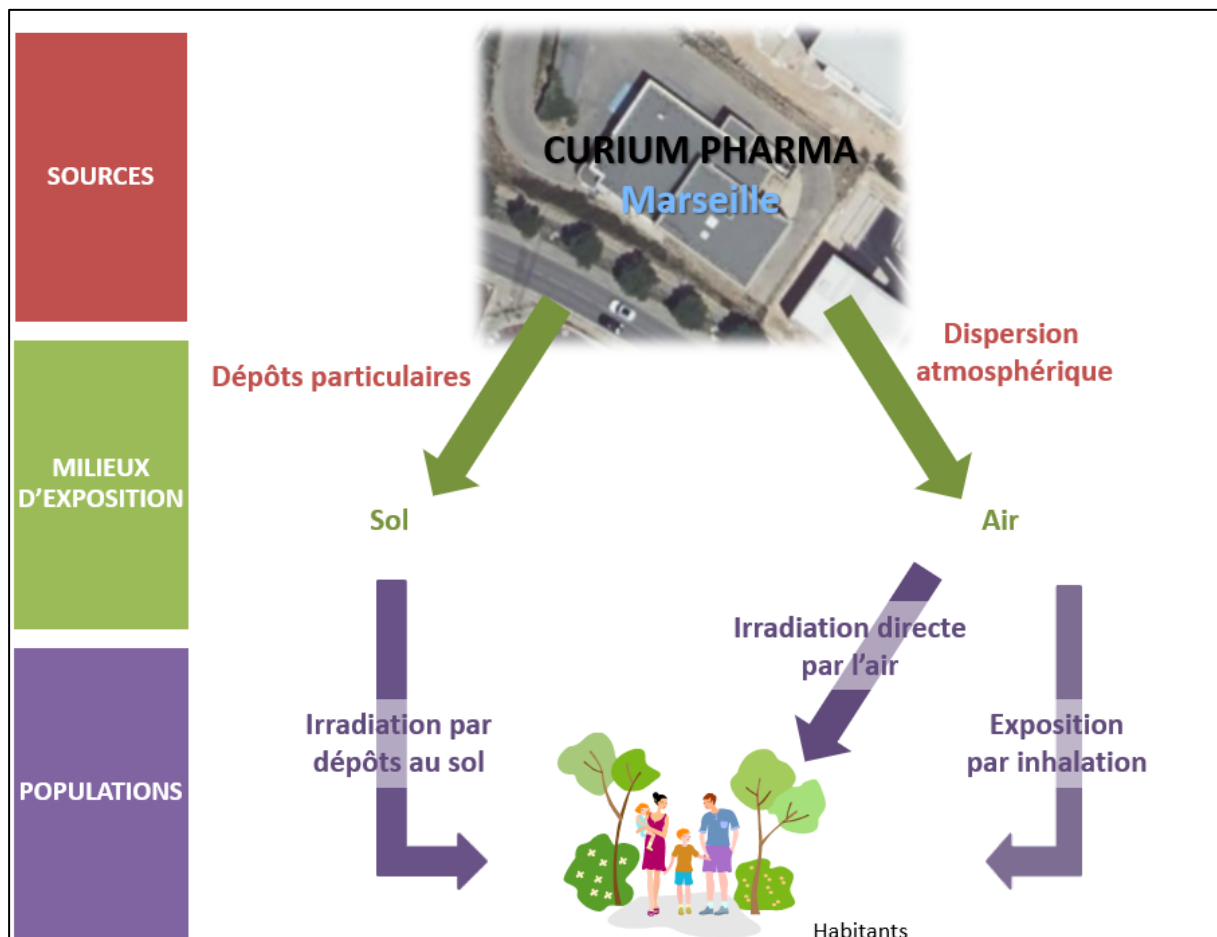 SOURCES
CURIUM PHARMA
Marseille
Dépôts particulaires
Dispersion
atmosphérique
MILIEUX
D'EXPOSITION
Sol
Air
Irradiation directe
par l'air
POPULATIONS
Irradiation par
dépôts au sol
Exposition
par inhalation
Habitants